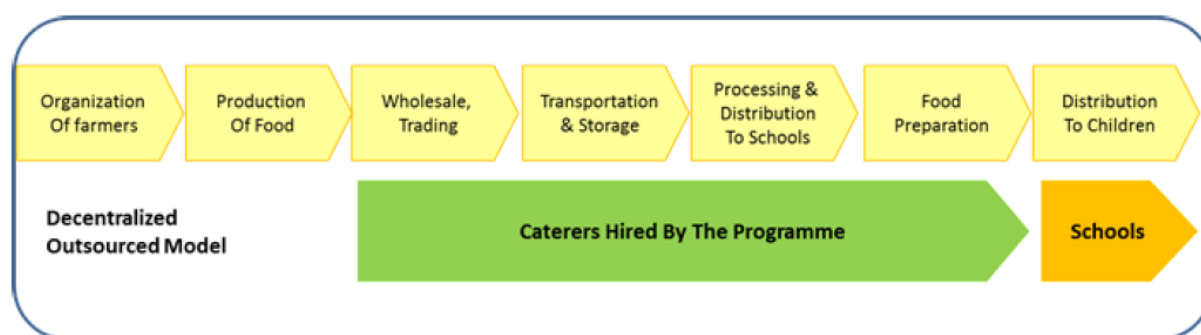 Organization
Of farmers
Production
Of Food
Wholesale,
Trading
Transportation
& Storage
Processing &
Distribution
To Schools
Food
Preparation
Distribution
To Children
Decentralized
Outsourced Model
Caterers Hired By The Programme
Schools